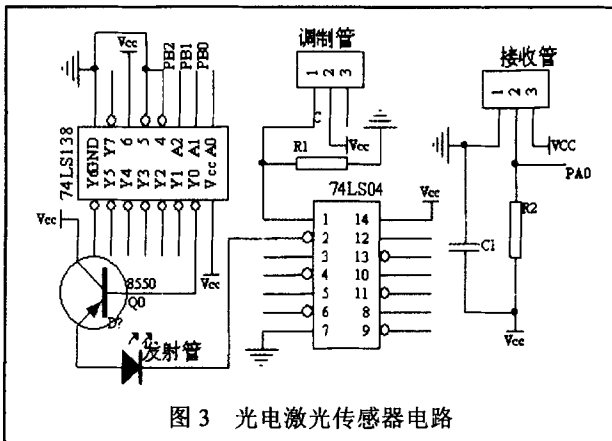 调制管
1 2 3
Vcc
R1
接收管
1 2 3
VCC
PA0
R2
C1
Vcc
Vcc
PB2
PB1
PB0
74LS138
GND Y7 6 5 4 A2 A1 A0
Y6 Y5 Y4 Y3 Y2 Y1 Y0 Vcc
Vcc
Vcc
8550
Q0
D?
发射管
74LS04
Vcc
1 14
2 12
3 13
4 10
5 11
6 8
7 9
图 3 光电激光传感器电路